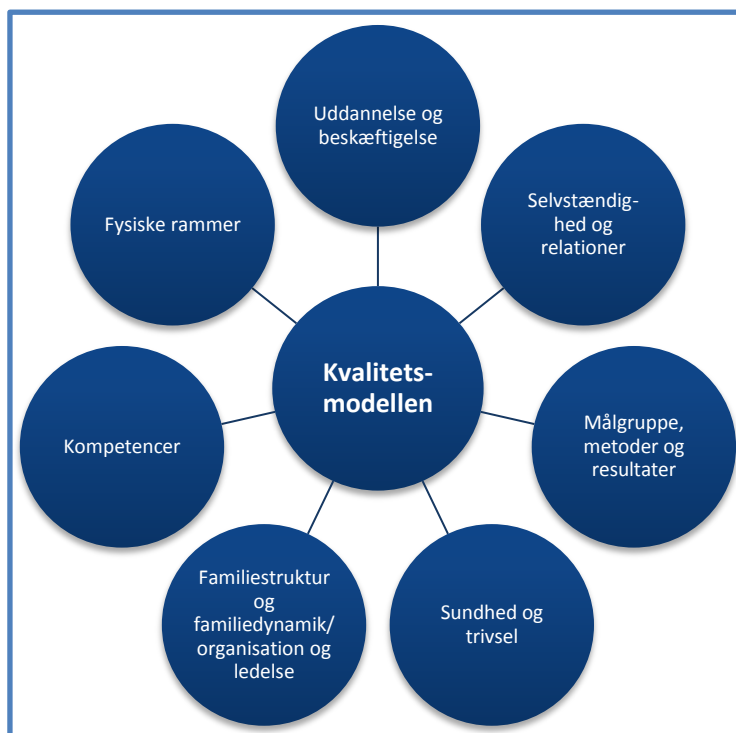 Uddannelse og
beskæftigelse
Selvstændig-
hed og
relationer
Målgruppe,
metoder og
resultater
Sundhed og
trivsel
Familiestruktur
og
familiedynamik/
organisation og
ledelse
Kompetencer
Fysiske rammer
Kvalitets-
modellen